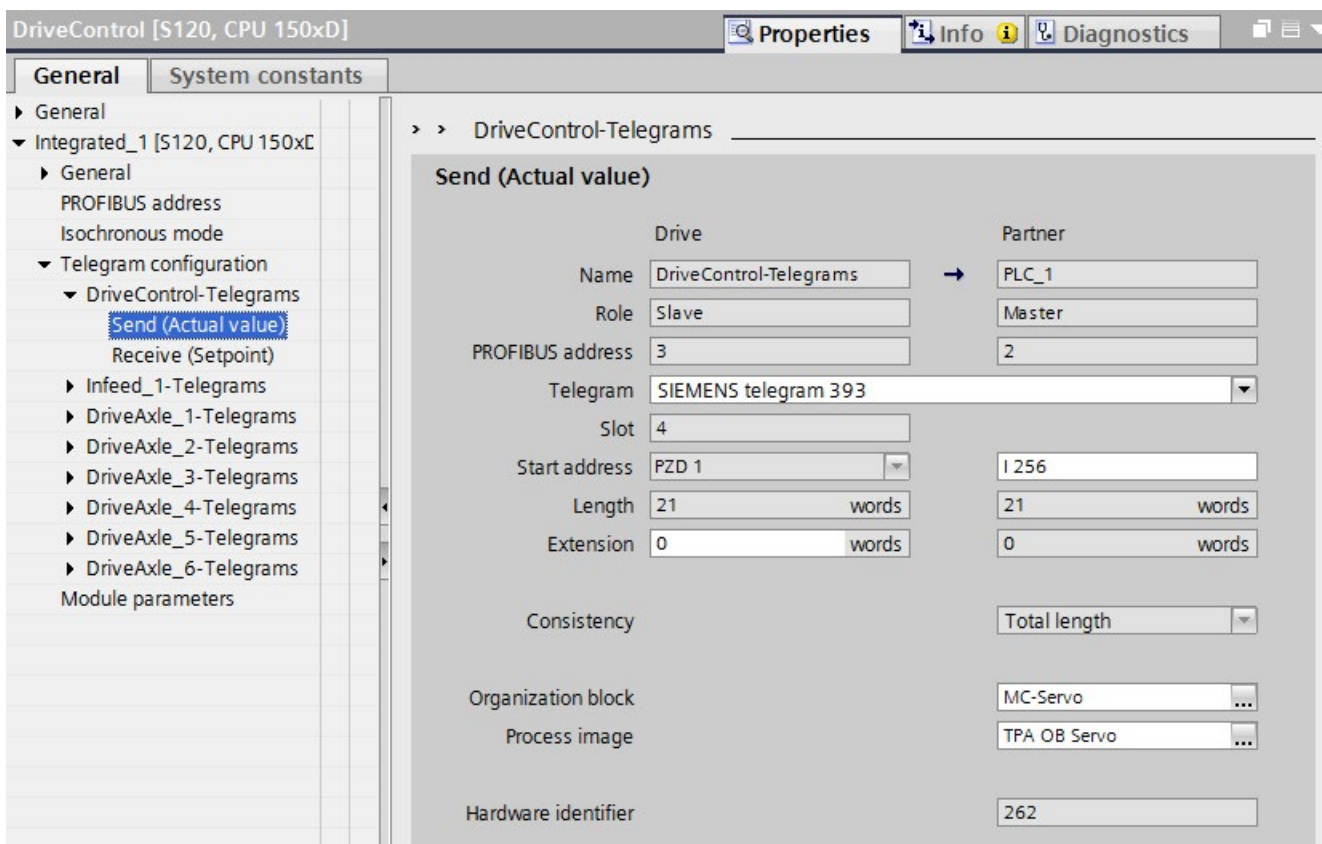 DriveControl [S120, CPU 150xD]
Properties
Info
Diagnostics
General
System constants
General
Integrated_1 [S120, CPU 150xD
General
PROFIBUS address
Isochronous mode
Telegram configuration
DriveControl-Telegrams
Send (Actual value)
Receive (Setpoint)
Infeed_1-Telegrams
DriveAxle_1-Telegrams
DriveAxle_2-Telegrams
DriveAxle_3-Telegrams
DriveAxle_4-Telegrams
DriveAxle_5-Telegrams
DriveAxle_6-Telegrams
Module parameters
> > DriveControl-Telegrams
Send (Actual value)
Drive Partner
Name DriveControl-Telegrams → PLC_1
Role Slave Master
PROFIBUS address 3 2
Telegram SIEMENS telegram 393
Slot 4
Start address PZD 1 I 256
Length 21 words 21 words
Extension 0 words 0 words
Consistency Total length
Organization block MC-Servo ...
Process image TPA OB Servo ...
Hardware identifier 262